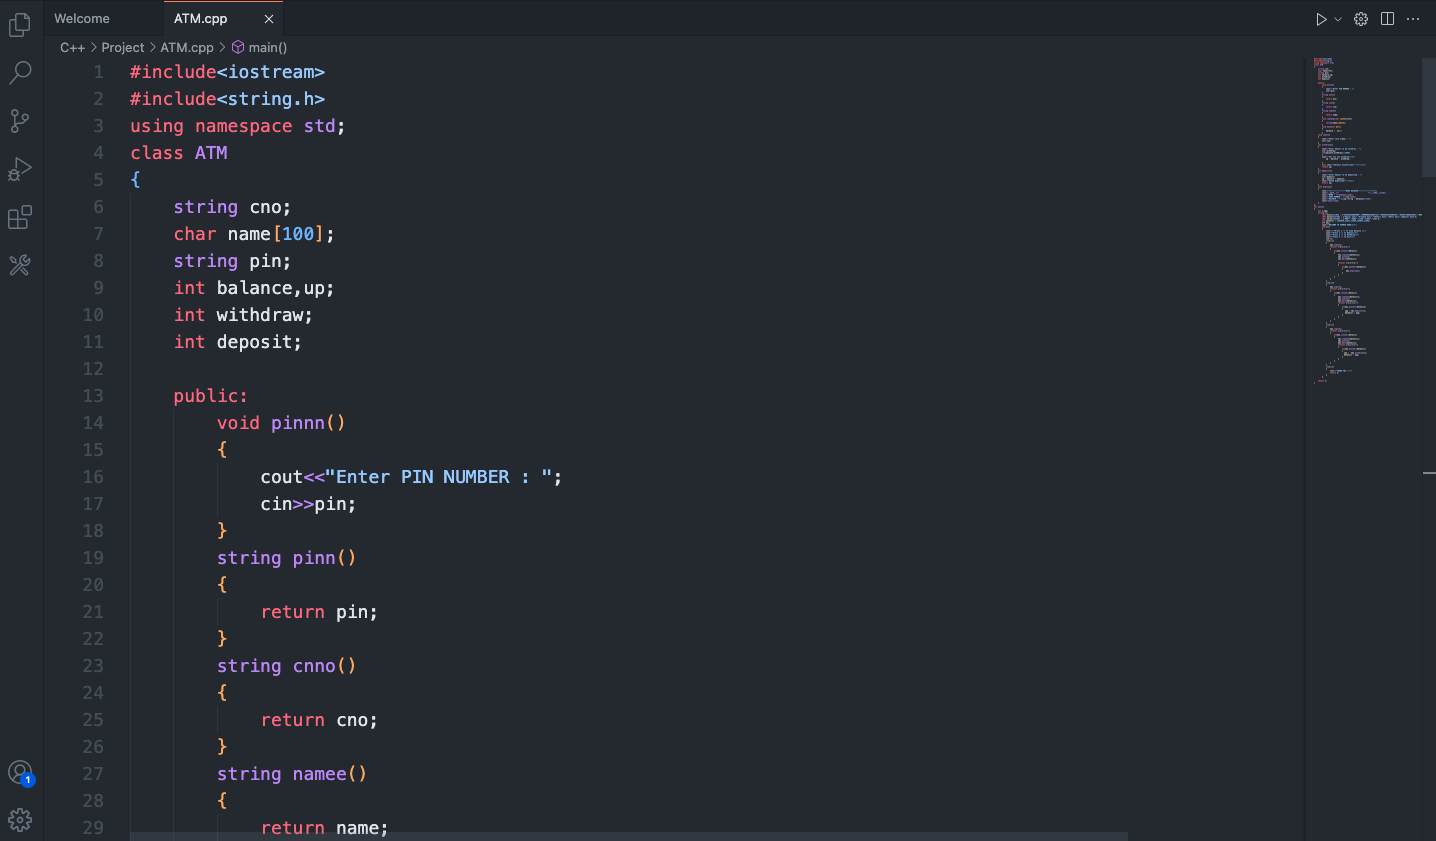 Welcome
ATM.cpp
C++ > Project > ATM.cpp > main()
1 #include<iostream>
2 #include<string.h>
3 using namespace std;
4 class ATM
5 {
6 string cno;
7 char name[100];
8 string pin;
9 int balance,up;
10 int withdraw;
11 int deposit;
12
13 public:
14 void pinnn()
15 {
16 cout<<"Enter PIN NUMBER : ";
17 cin>>pin;
18 }
19 string pinn()
20 {
21 return pin;
22 }
23 string cnno()
24 {
25 return cno;
26 }
27 string namee()
28 {
29 return name;
1